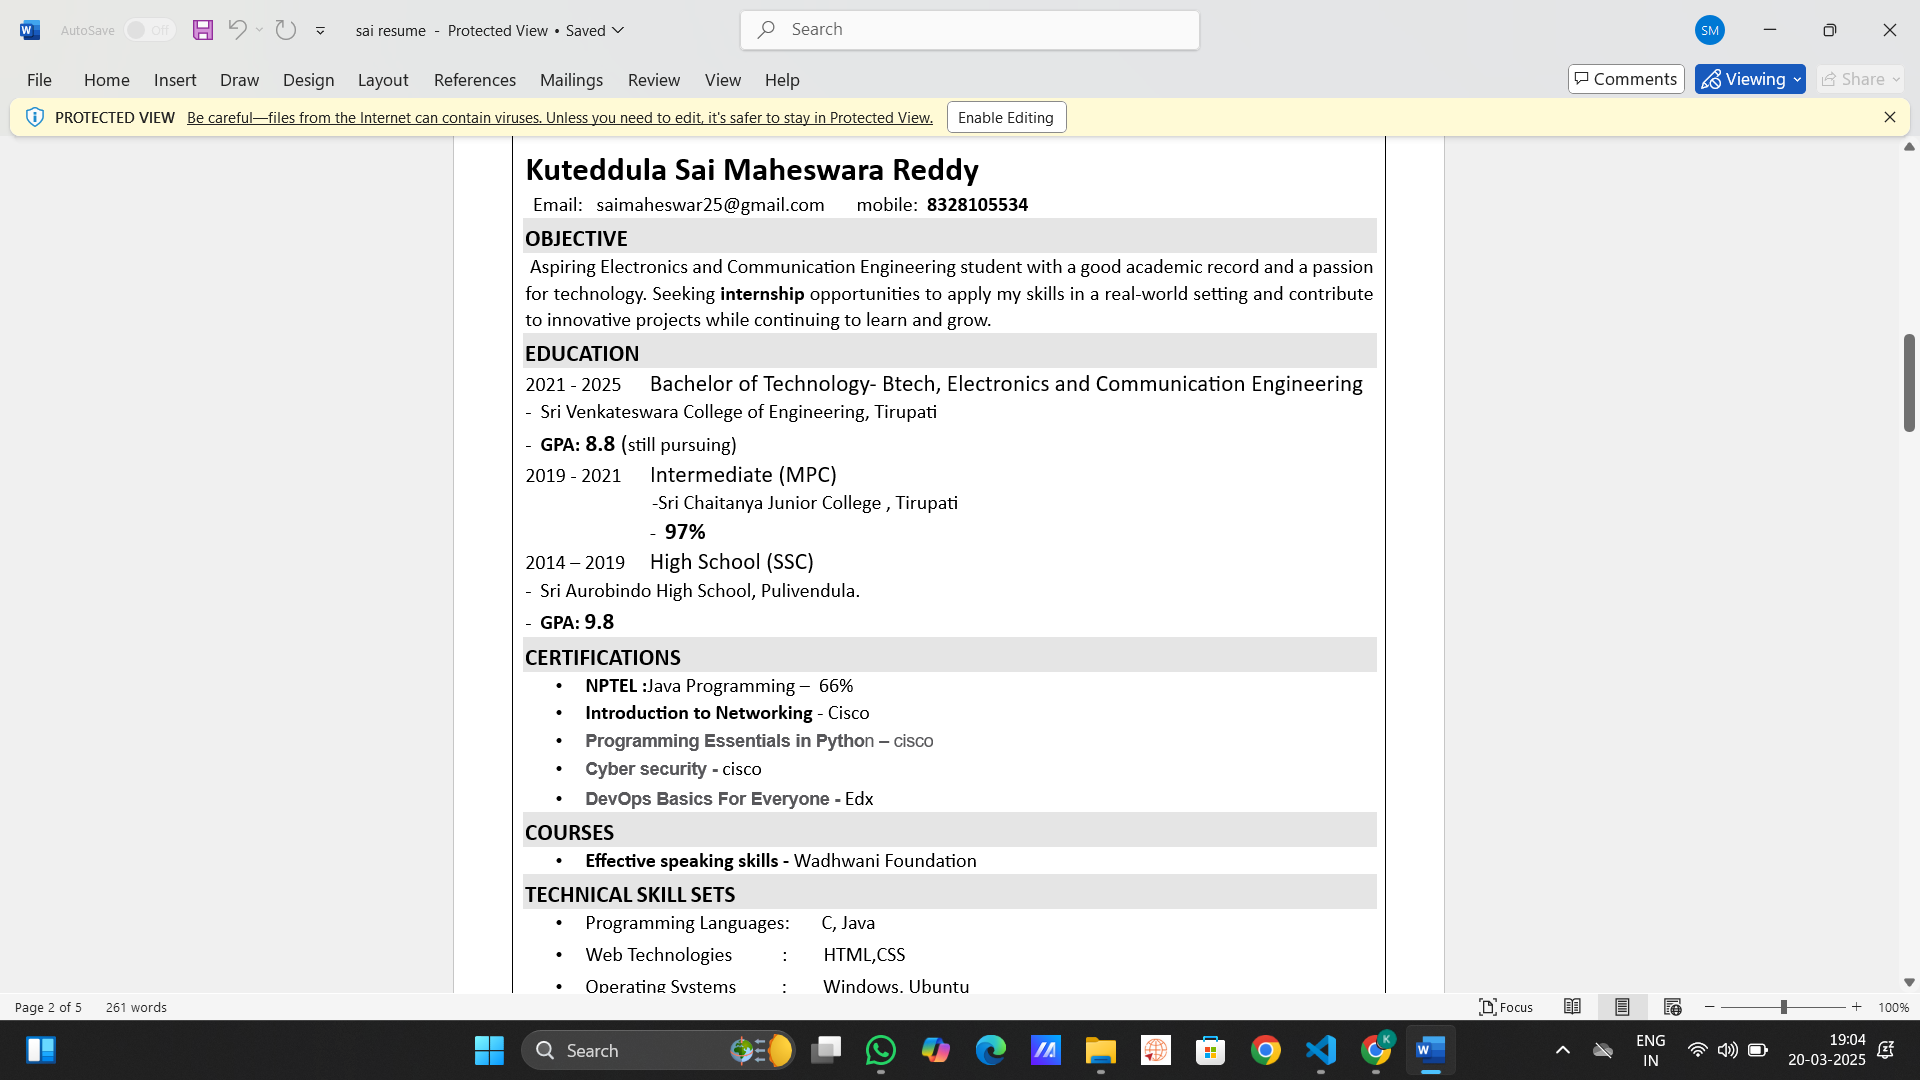 AutoSave Off sai resume - Protected View • Saved Search SM
File Home Insert Draw Design Layout References Mailings Review View Help Comments Viewing Share
PROTECTED VIEW Be careful—files from the Internet can contain viruses. Unless you need to edit, it's safer to stay in Protected View. Enable Editing
Kuteddula Sai Maheswara Reddy
Email: saimaheswar25@gmail.com mobile: 8328105534
OBJECTIVE
Aspiring Electronics and Communication Engineering student with a good academic record and a passion
for technology. Seeking internship opportunities to apply my skills in a real-world setting and contribute
to innovative projects while continuing to learn and grow.
EDUCATION
2021 - 2025 Bachelor of Technology- Btech, Electronics and Communication Engineering
- Sri Venkateswara College of Engineering, Tirupati
- GPA: 8.8 (still pursuing)
2019 - 2021 Intermediate (MPC)
-Sri Chaitanya Junior College , Tirupati
- 97%
2014 – 2019 High School (SSC)
- Sri Aurobindo High School, Pulivendula.
- GPA: 9.8
CERTIFICATIONS
• NPTEL :Java Programming – 66%
• Introduction to Networking - Cisco
• Programming Essentials in Python – cisco
• Cyber security - cisco
• DevOps Basics For Everyone - Edx
COURSES
• Effective speaking skills - Wadhwani Foundation
TECHNICAL SKILL SETS
• Programming Languages: C, Java
• Web Technologies : HTML,CSS
• Operating Systems : Windows, Ubuntu
Page 2 of 5 261 words Focus 100%
Search K ENG 19:04
IN 20-03-2025